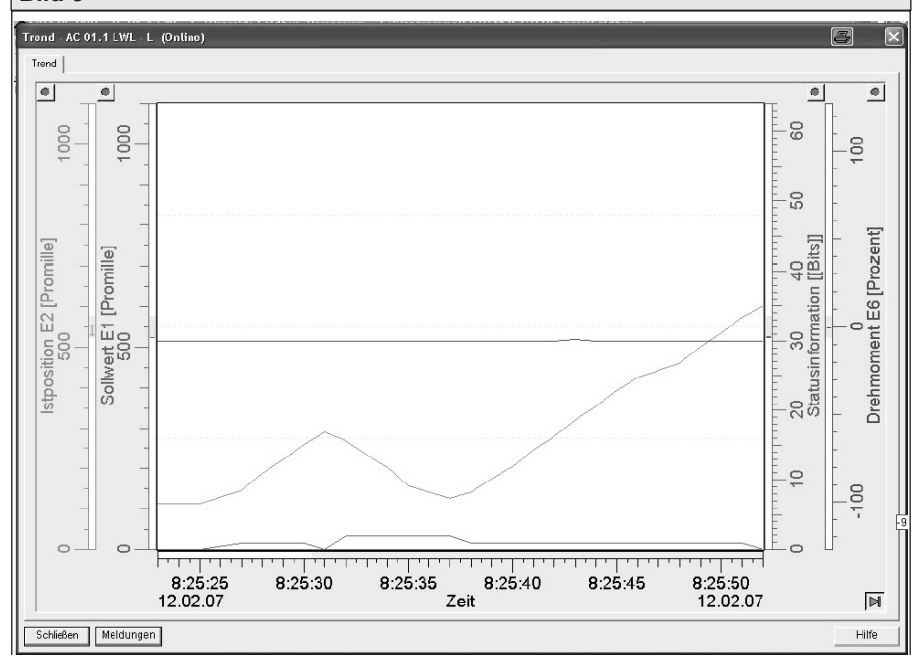 Trend - AC 01.1 LWL - L (Online)
Trend
Istposition E2 [Promille]
0
500
1000
Sollwert E1 [Promille]
0
500
1000
Statusinformation [[Bits]]
0
10
20
30
40
50
60
Drehmoment E6 [Prozent]
-100
0
100
-9
8:25:25
8:25:30
8:25:35
8:25:40
8:25:45
8:25:50
12.02.07
Zeit
12.02.07
Schließen
Meldungen
Hilfe